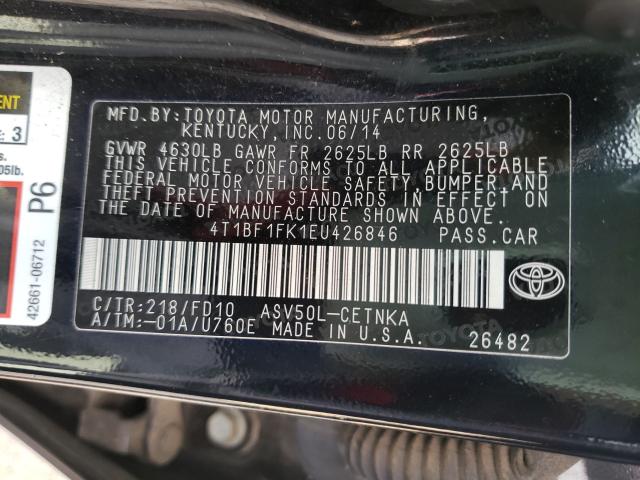 MFD.BY:TOYOTA MOTOR MANUFACTURING,
KENTUCKY,INC.06/14
GVWR 4630LB GAWR FR 2625LB RR 2625LB
THIS VEHICLE CONFORMS TO ALL APPLICABLE
FEDERAL MOTOR VEHICLE SAFETY,BUMPER,AND
THEFT PREVENTION STANDARDS IN EFFECT ON
THE DATE OF MANUFACTURE SHOWN ABOVE.
4T1BF1FK1EU426846 PASS.CAR
C/TR:218/FD10 ASV50L-CETNKA
A/TM:-01A/U760E MADE IN U.S.A. 26482
:3
05lb.
P6
42661-06712